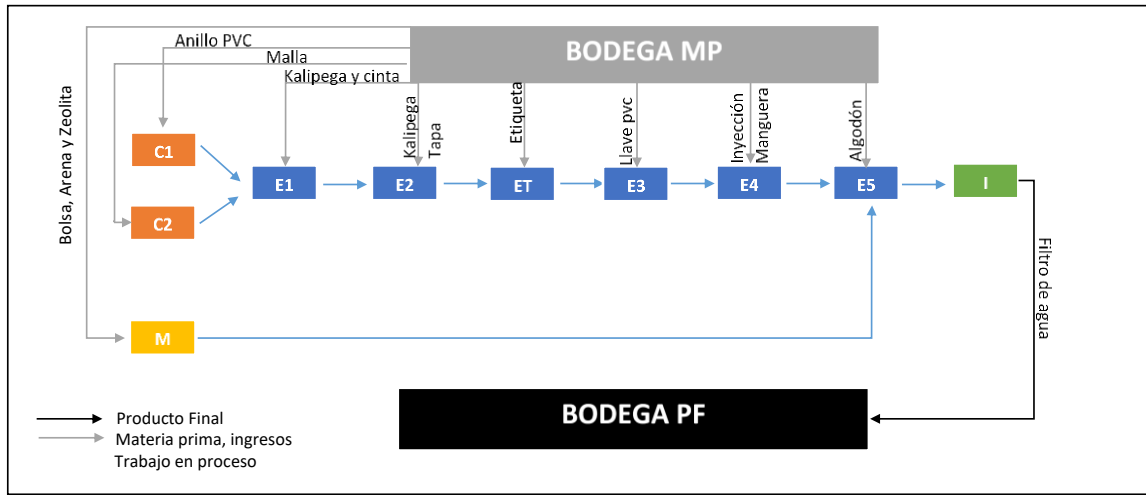 BODEGA MP
Anillo PVC
Malla
Kalipega y cinta
Bolsa, Arena y Zeolita
Kalipega
Tapa
Etiqueta
Llave pvc
Inyección
Manguera
Algodón
C1
C2
E1
E2
ET
E3
E4
E5
I
M
Filtro de agua
BODEGA PF
Producto Final
Materia prima, ingresos
Trabajo en proceso